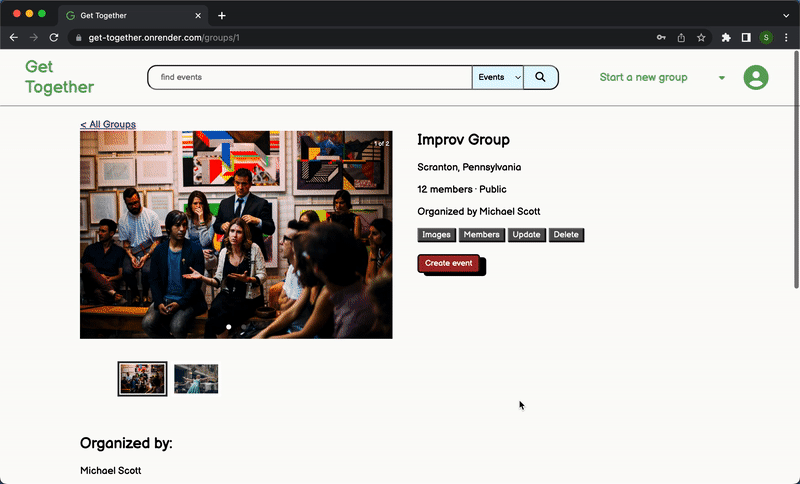 Get Together
get-together.onrender.com/groups/1
S
Get
Together
find events
Events
Start a new group
< All Groups
1 of 2
Improv Group
Scranton, Pennsylvania
12 members · Public
Organized by Michael Scott
Images Members Update Delete
Create event
Organized by:
Michael Scott